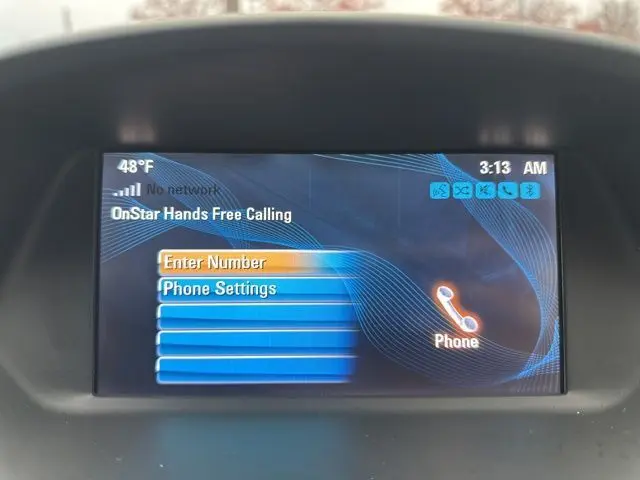 48°F 3:13 AM
No network
OnStar Hands Free Calling
Enter Number
Phone Settings
Phone